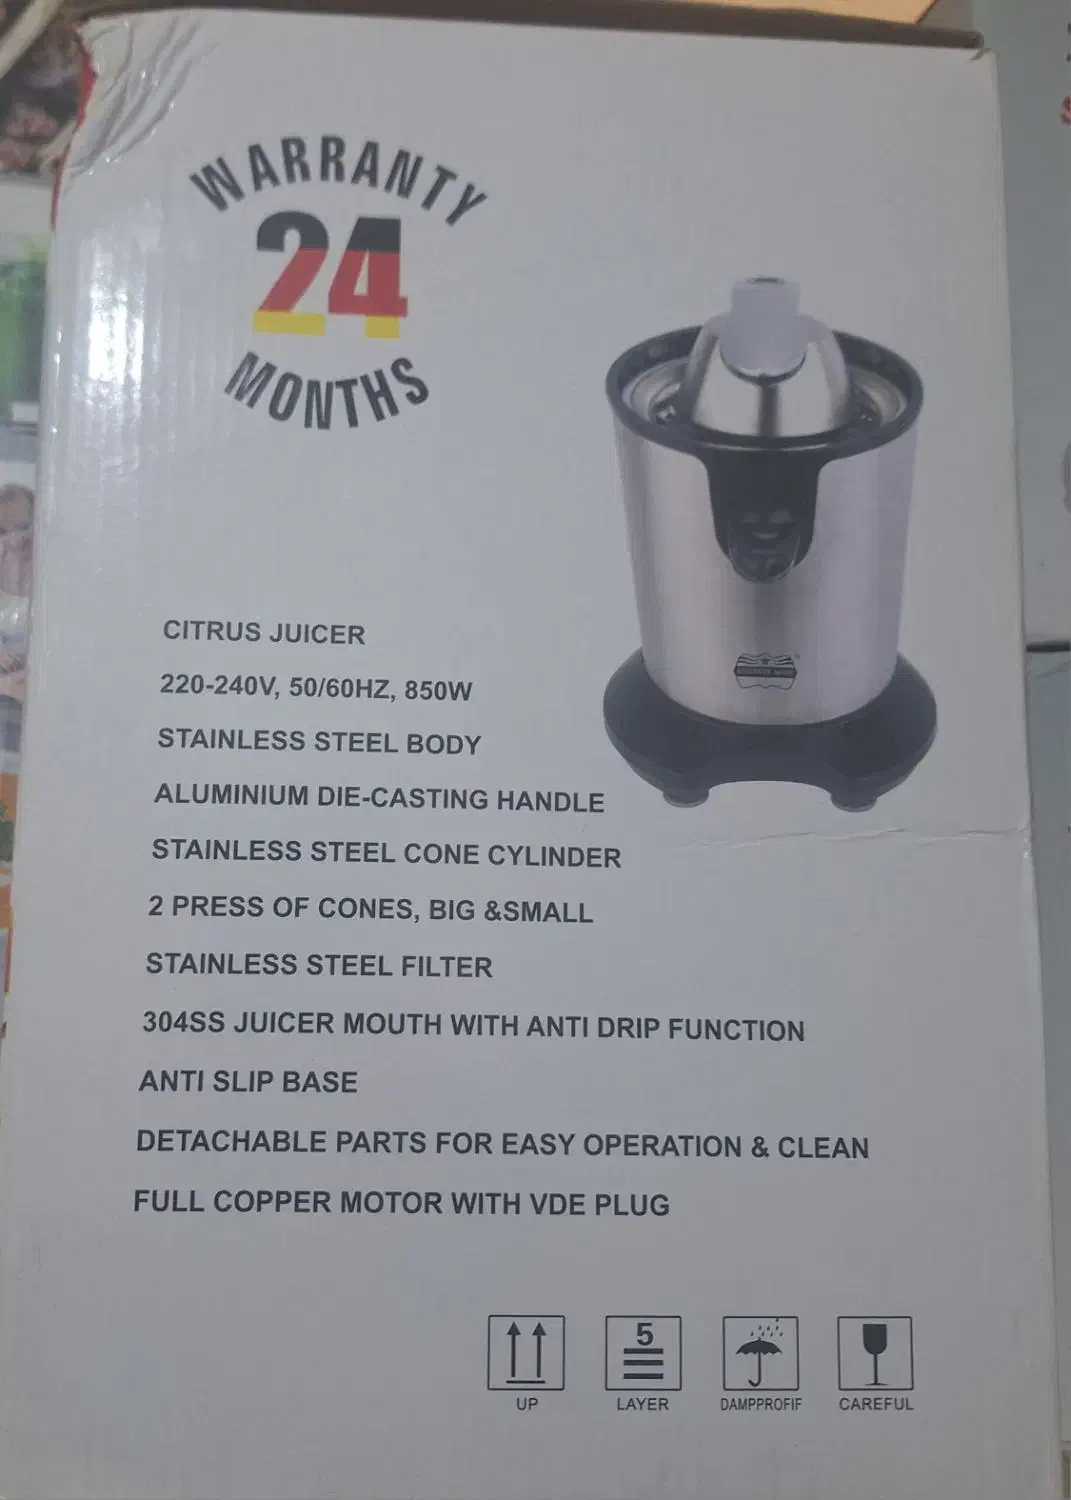 WARRANTY
24
MONTHS
CITRUS JUICER
220-240V, 50/60HZ, 850W
STAINLESS STEEL BODY
ALUMINIUM DIE-CASTING HANDLE
STAINLESS STEEL CONE CYLINDER
2 PRESS OF CONES, BIG &SMALL
STAINLESS STEEL FILTER
304SS JUICER MOUTH WITH ANTI DRIP FUNCTION
ANTI SLIP BASE
DETACHABLE PARTS FOR EASY OPERATION & CLEAN
FULL COPPER MOTOR WITH VDE PLUG
5
UP LAYER DAMPPROFIF CAREFUL